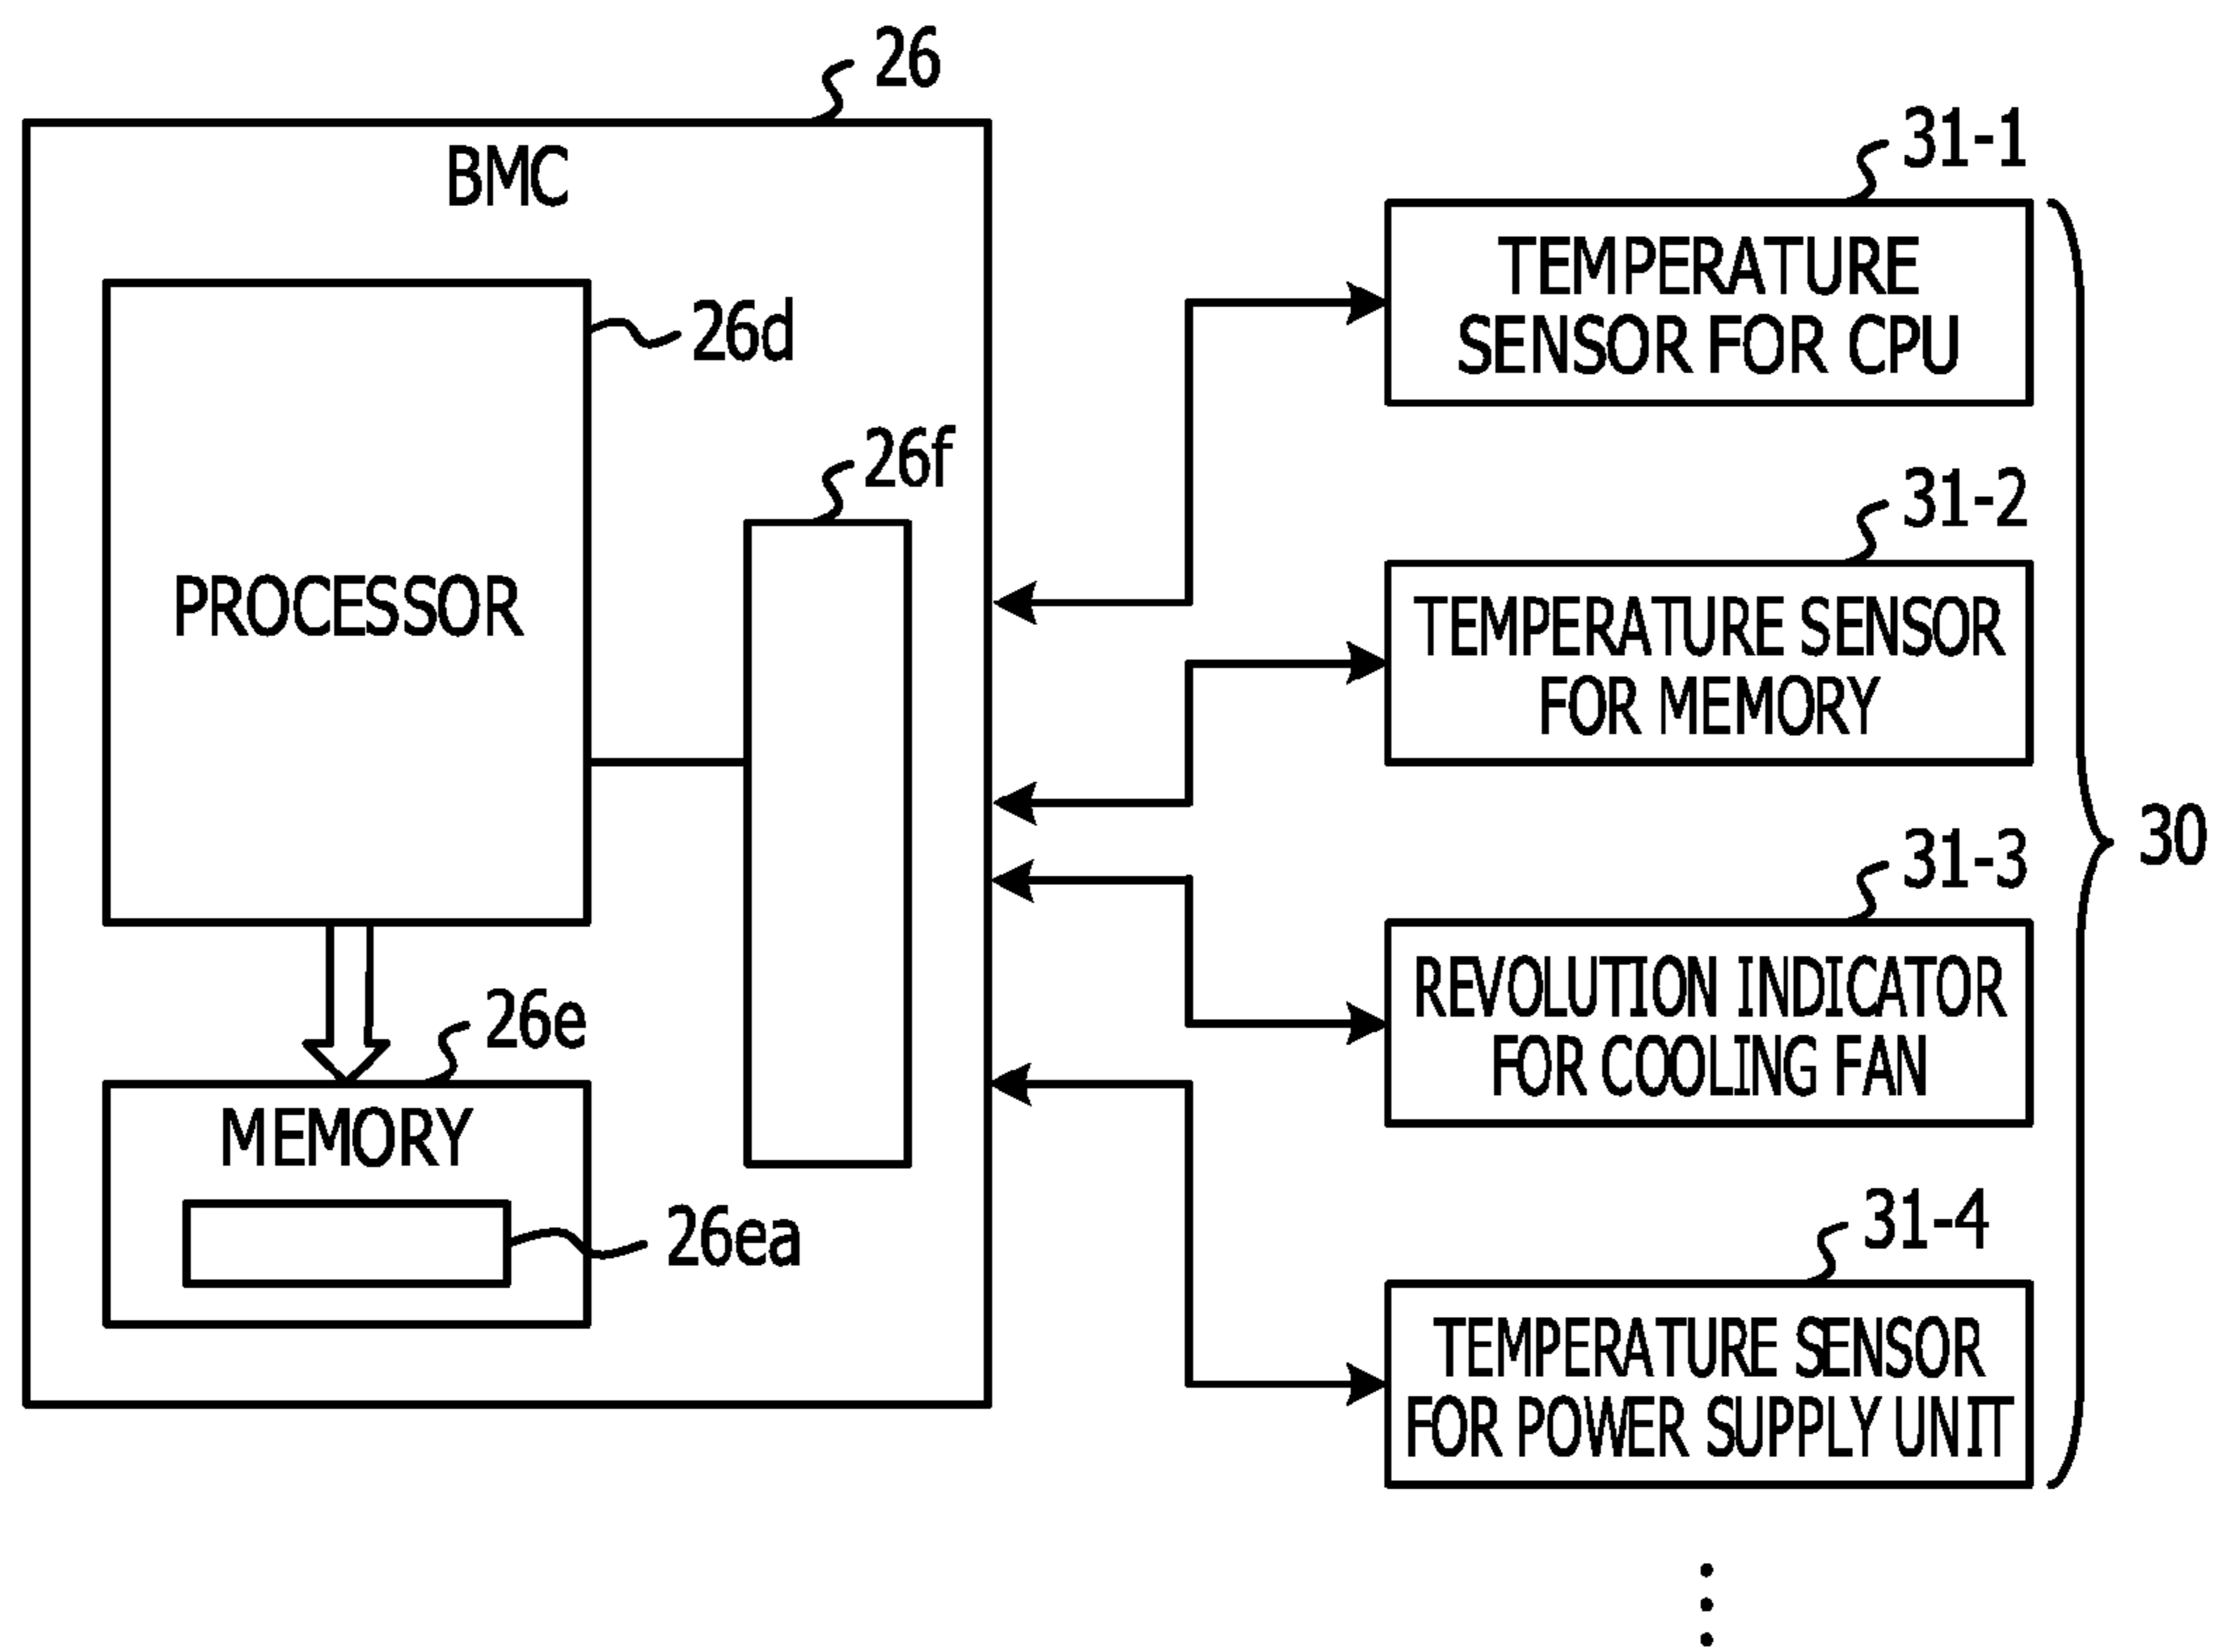 26
BMC
PROCESSOR
26d
26f
26e
MEMORY
26ea
31-1
TEMPERATURE
SENSOR FOR CPU
31-2
TEMPERATURE SENSOR
FOR MEMORY
31-3
REVOLUTION INDICATOR
FOR COOLING FAN
31-4
TEMPERATURE SENSOR
FOR POWER SUPPLY UNIT
30